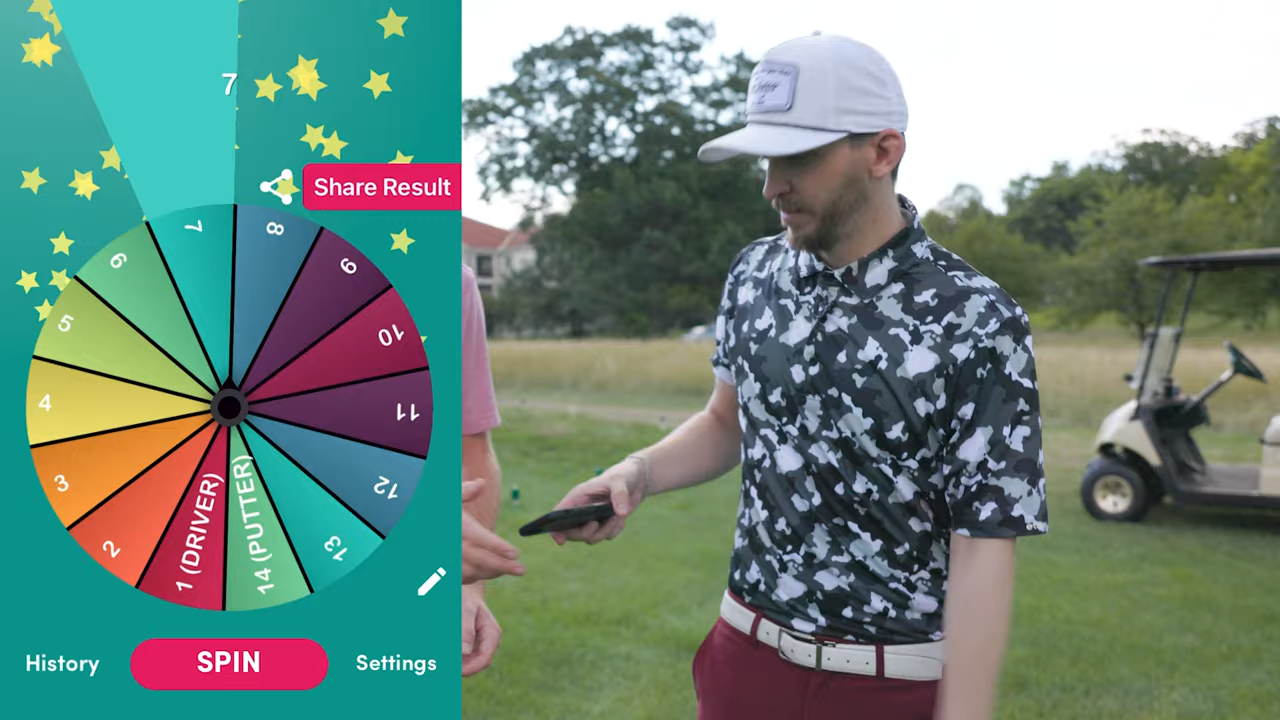 7
Share Result
7
8
9
10
11
12
13
14 (PUTTER)
1 (DRIVER)
2
3
4
5
6
History
SPIN
Settings